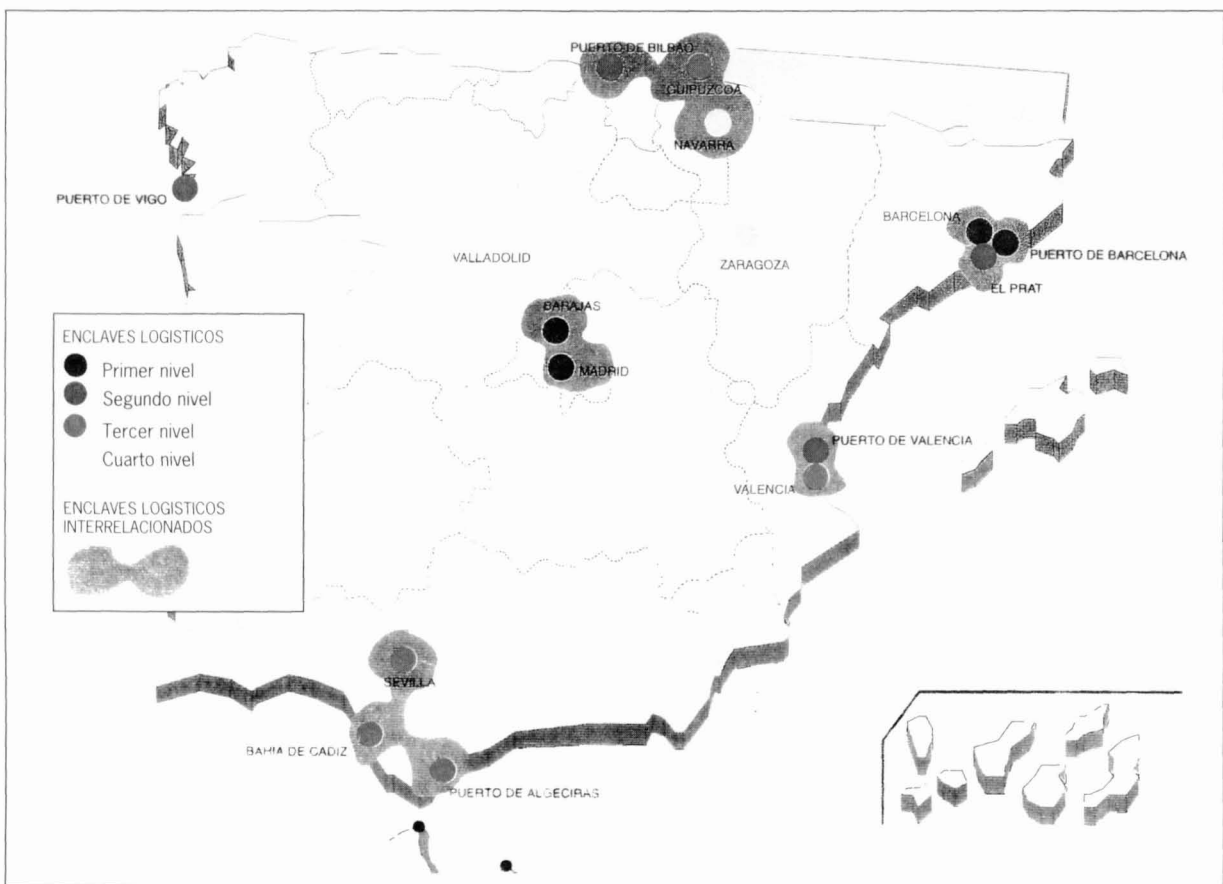 PUERTO DE BILBAO
GUIPUZCOA
NAVARRA
PUERTO DE VIGO
BARCELONA
PUERTO DE BARCELONA
EL PRAT
VALLADOLID
ZARAGOZA
BARAJAS
MADRID
ENCLAVES LOGISTICOS
Primer nivel
Segundo nivel
Tercer nivel
Cuarto nivel
ENCLAVES LOGISTICOS
INTERRELACIONADOS
PUERTO DE VALENCIA
VALENCIA
SEVILLA
BAHIA DE CADIZ
PUERTO DE ALGECIRAS